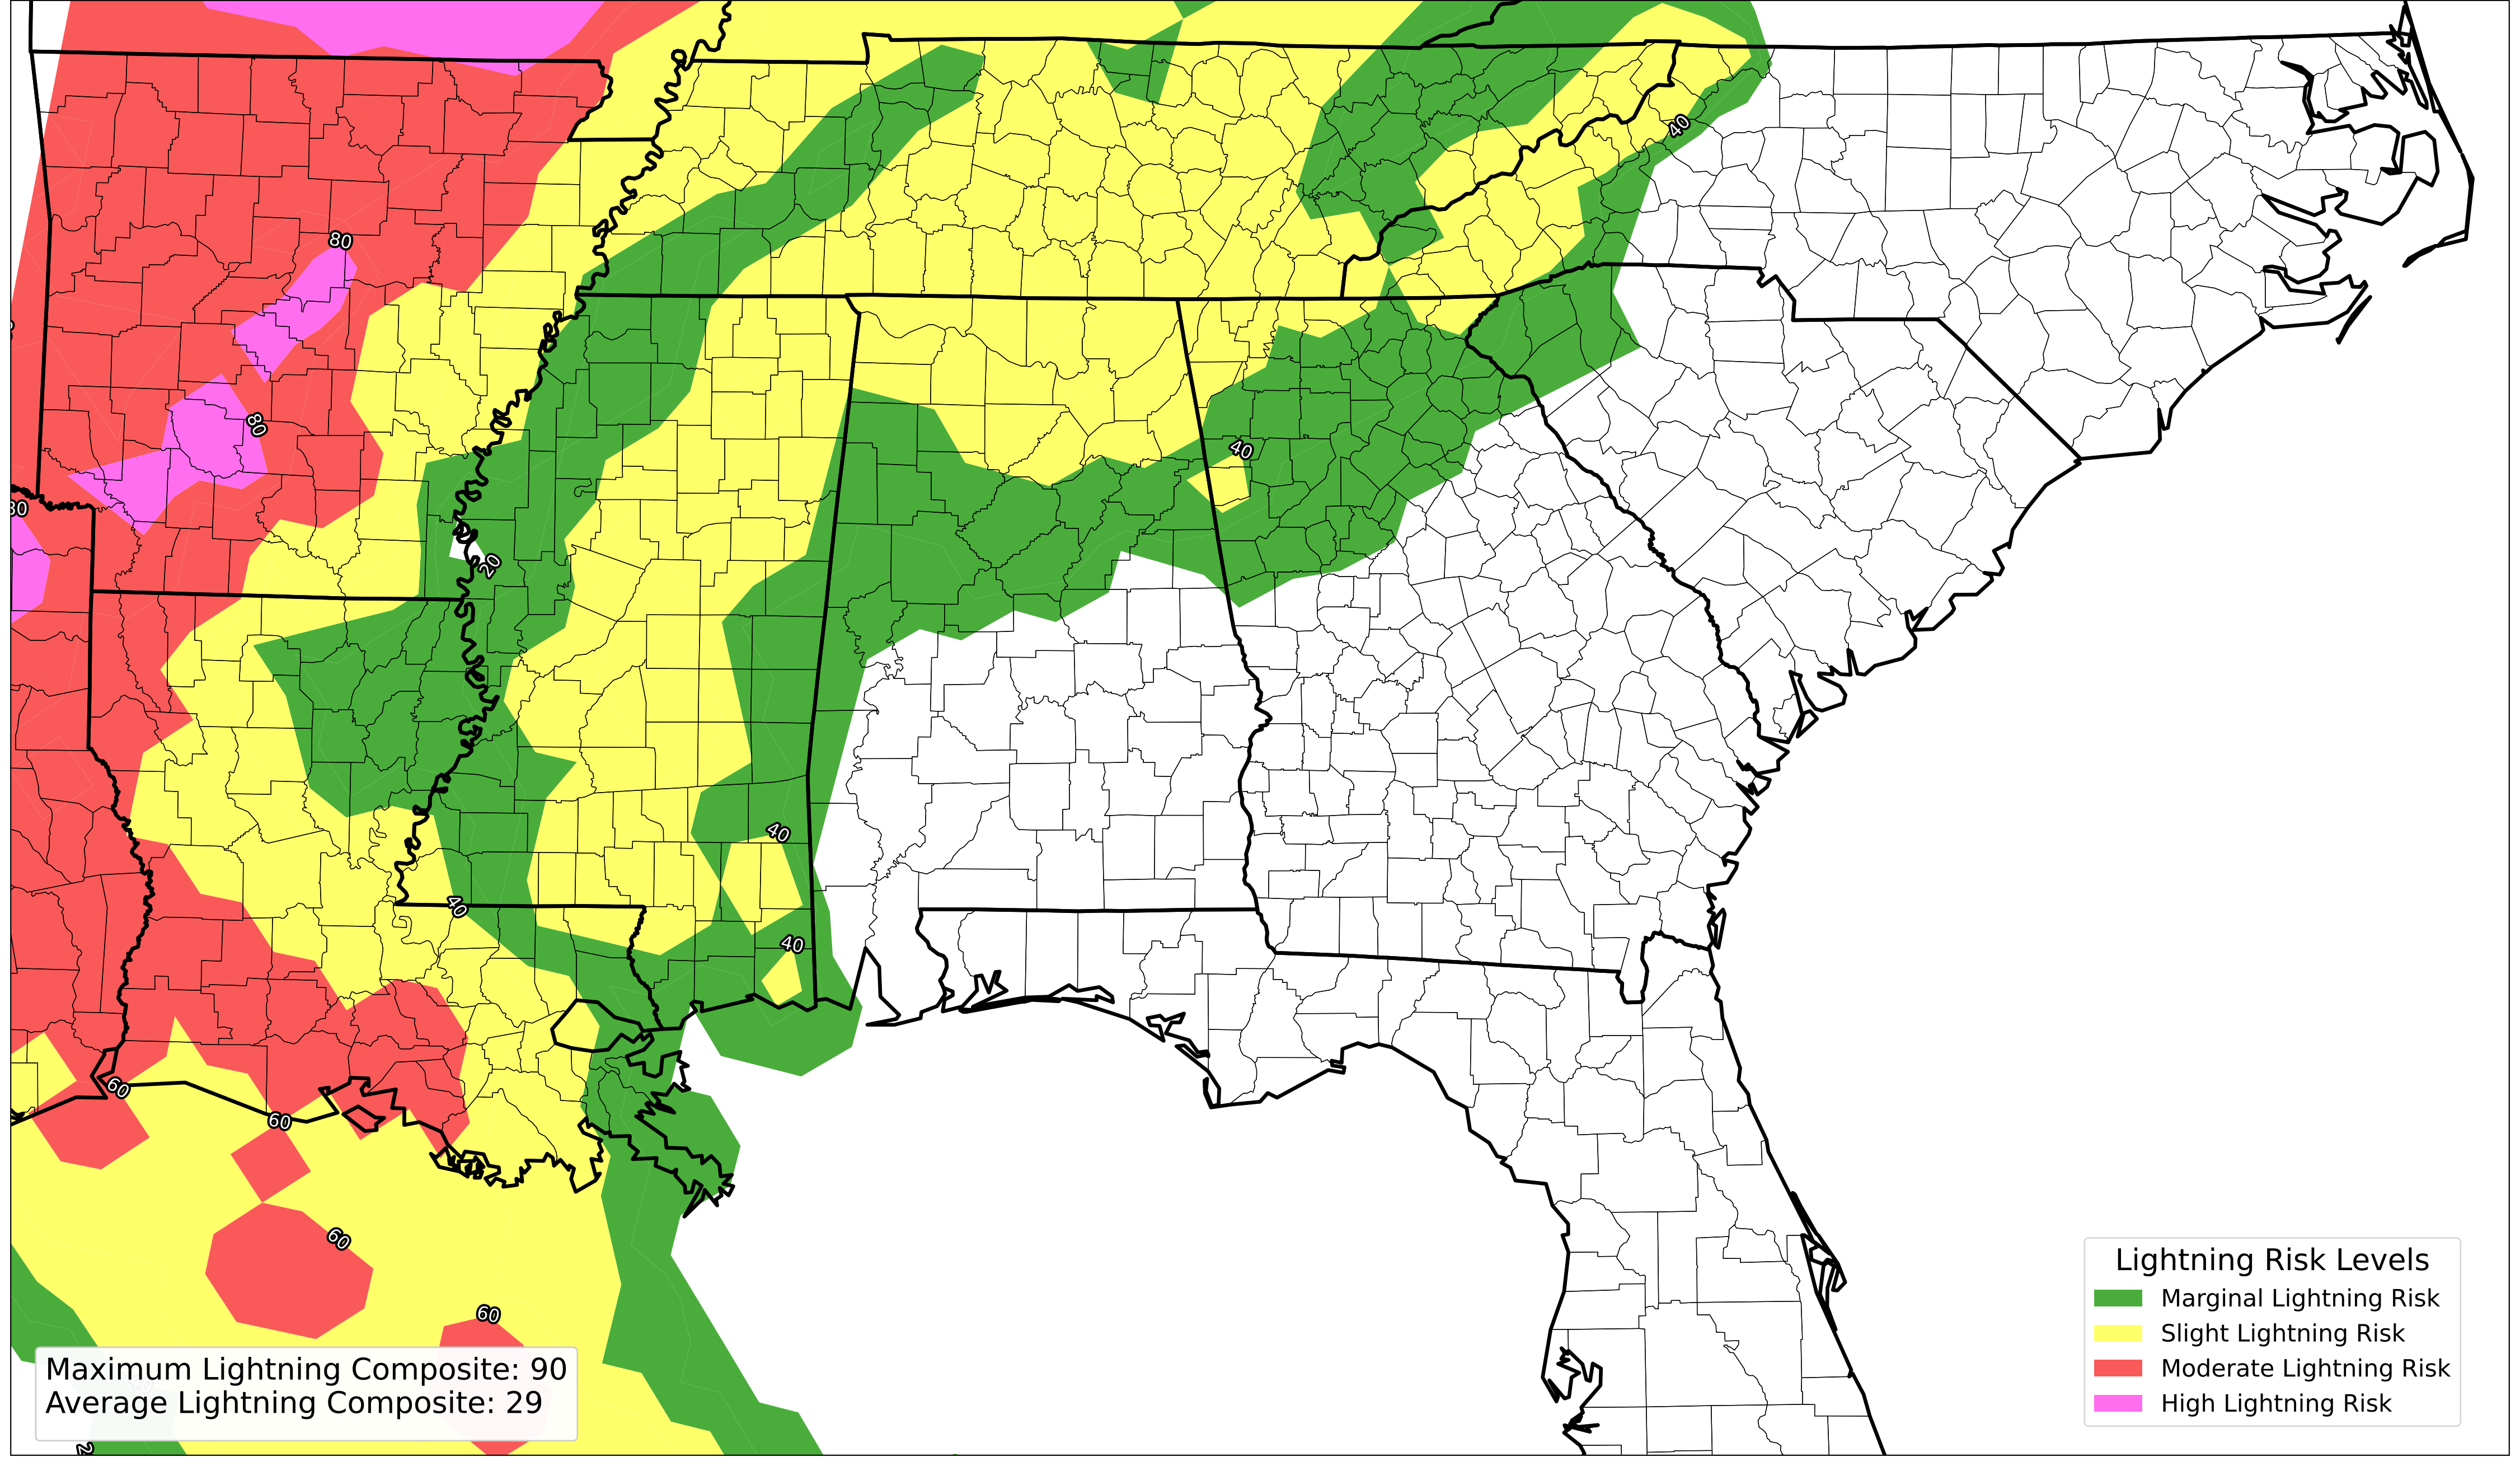 40
80
40
80
80
20
40
40
40
60
60
60
60
Lightning Risk Levels
Marginal Lightning Risk
Slight Lightning Risk
Moderate Lightning Risk
High Lightning Risk
Maximum Lightning Composite: 90
Average Lightning Composite: 29